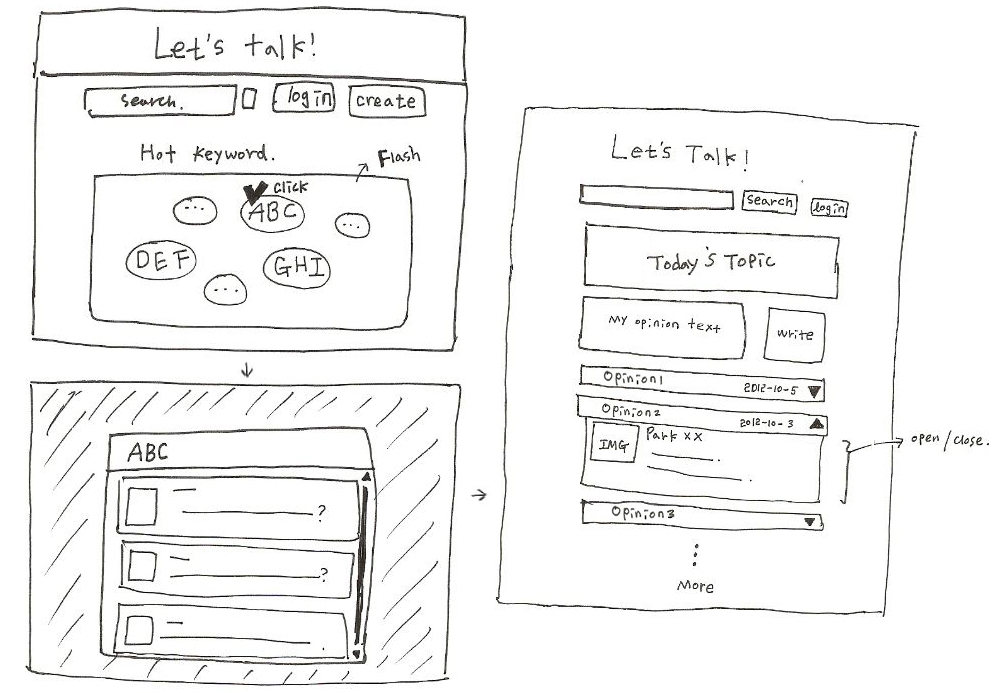 Let's talk!
search.
log in
create
Hot Keyword.
Flash
click
...
ABC
...
DEF
GHI
...
ABC
?
?
Let's Talk!
search
login
Today's Topic
My opinion text
write
Opinion1 2012-10-5
Opinion2 2012-10-3
IMG Park xx
open/close.
Opinion3
More